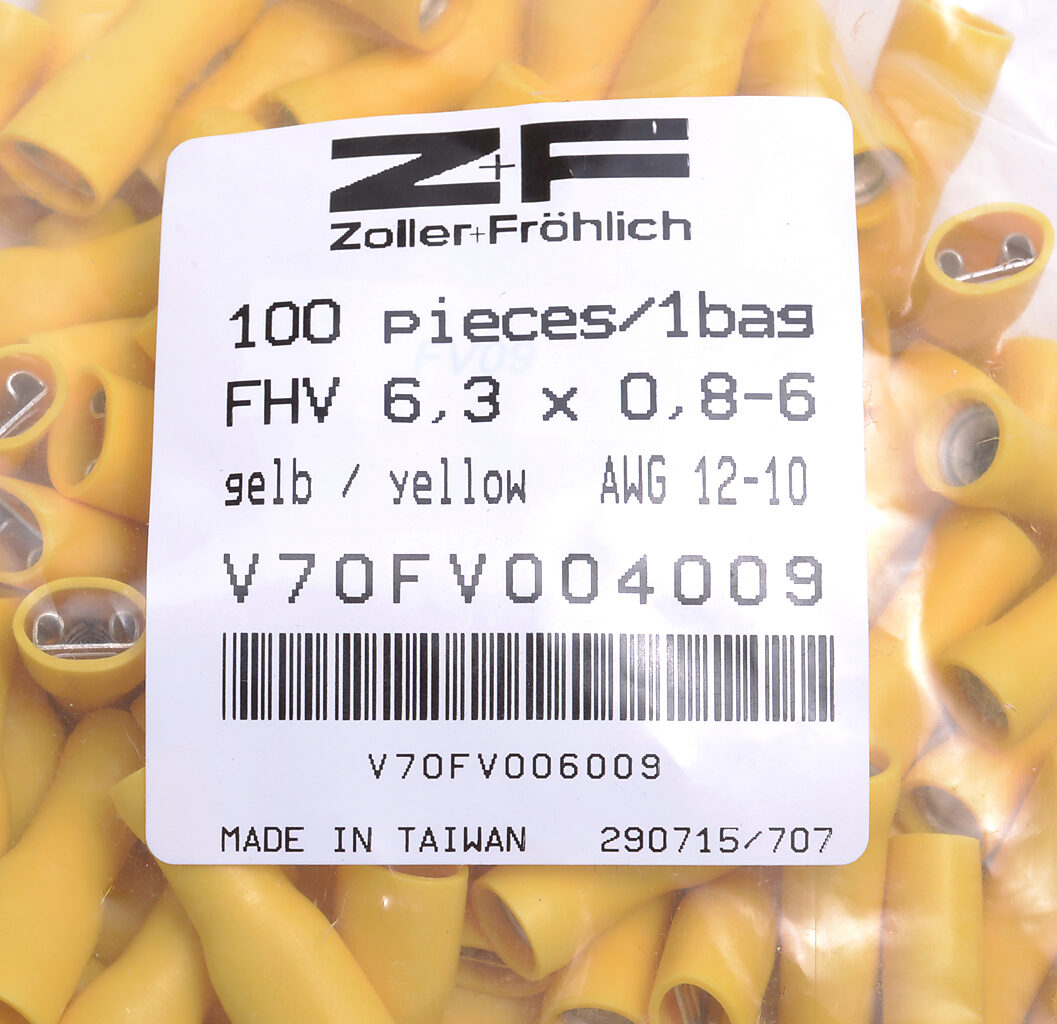 Z+F
Zoller+Fröhlich
100 pieces/1bag
FV09
FHV 6,3 x 0,8-6
gelb / yellow AWG 12-10
V70FV004009
V70FV006009
MADE IN TAIWAN 290715/707